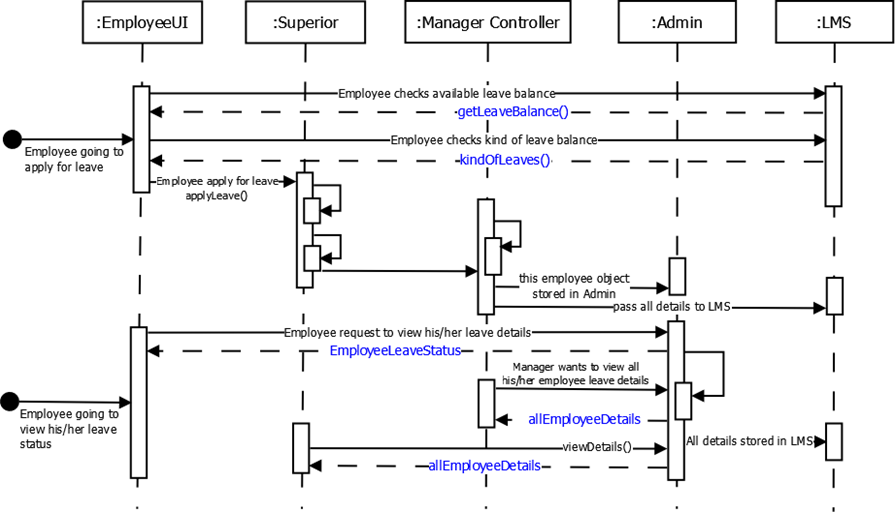 :EmployeeUI
:Superior
:Manager Controller
:Admin
:LMS
Employee checks available leave balance
getLeaveBalance()
Employee checks kind of leave balance
Employee going to
apply for leave
kindOfLeaves()
Employee apply for leave
applyLeave()
this employee object
stored in Admin
pass all details to LMS
Employee request to view his/her leave details
EmployeeLeaveStatus
Manager wants to view all
his/her employee leave details
Employee going to
view his/her leave
status
allEmployeeDetails
viewDetails()
All details stored in LMS
allEmployeeDetails